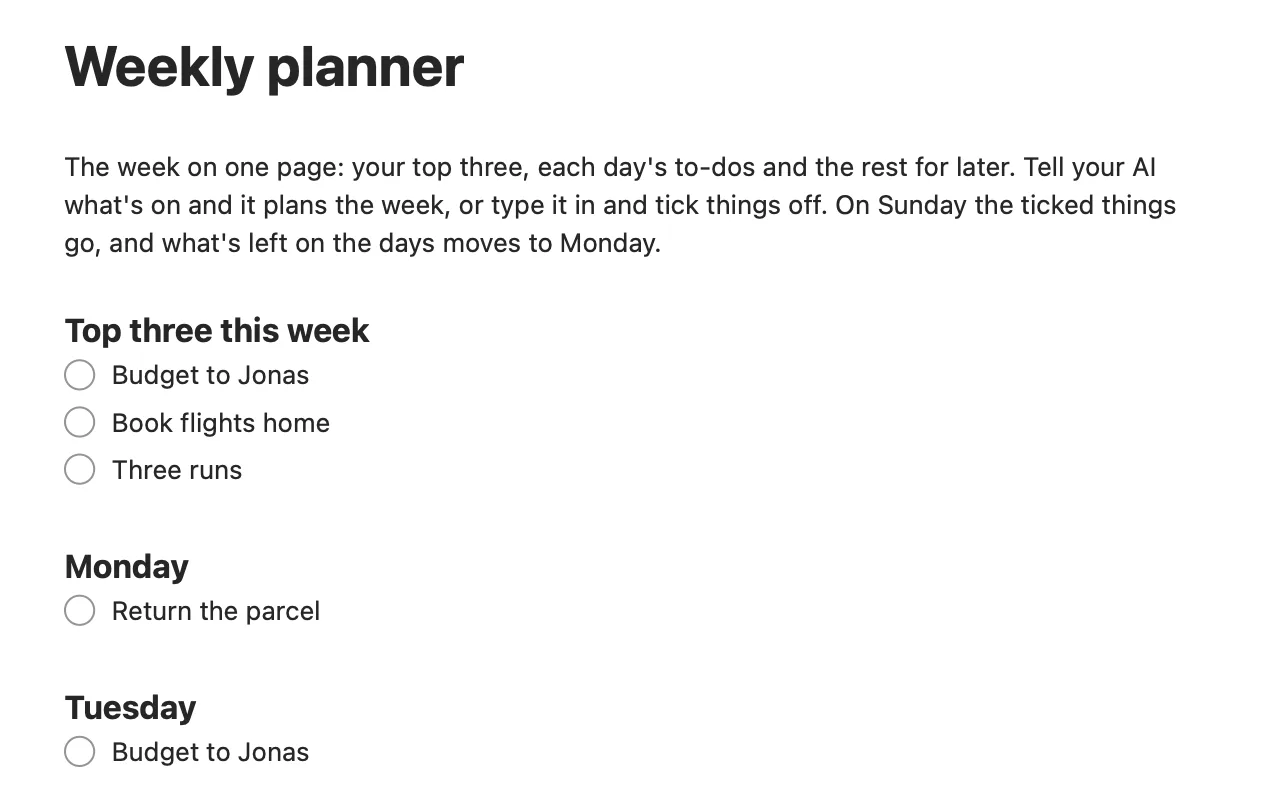 Weekly planner
The week on one page: your top three, each day's to-dos and the rest for later. Tell your AI
what's on and it plans the week, or type it in and tick things off. On Sunday the ticked things
go, and what's left on the days moves to Monday.
Top three this week
Budget to Jonas
Book flights home
Three runs
Monday
Return the parcel
Tuesday
Budget to Jonas